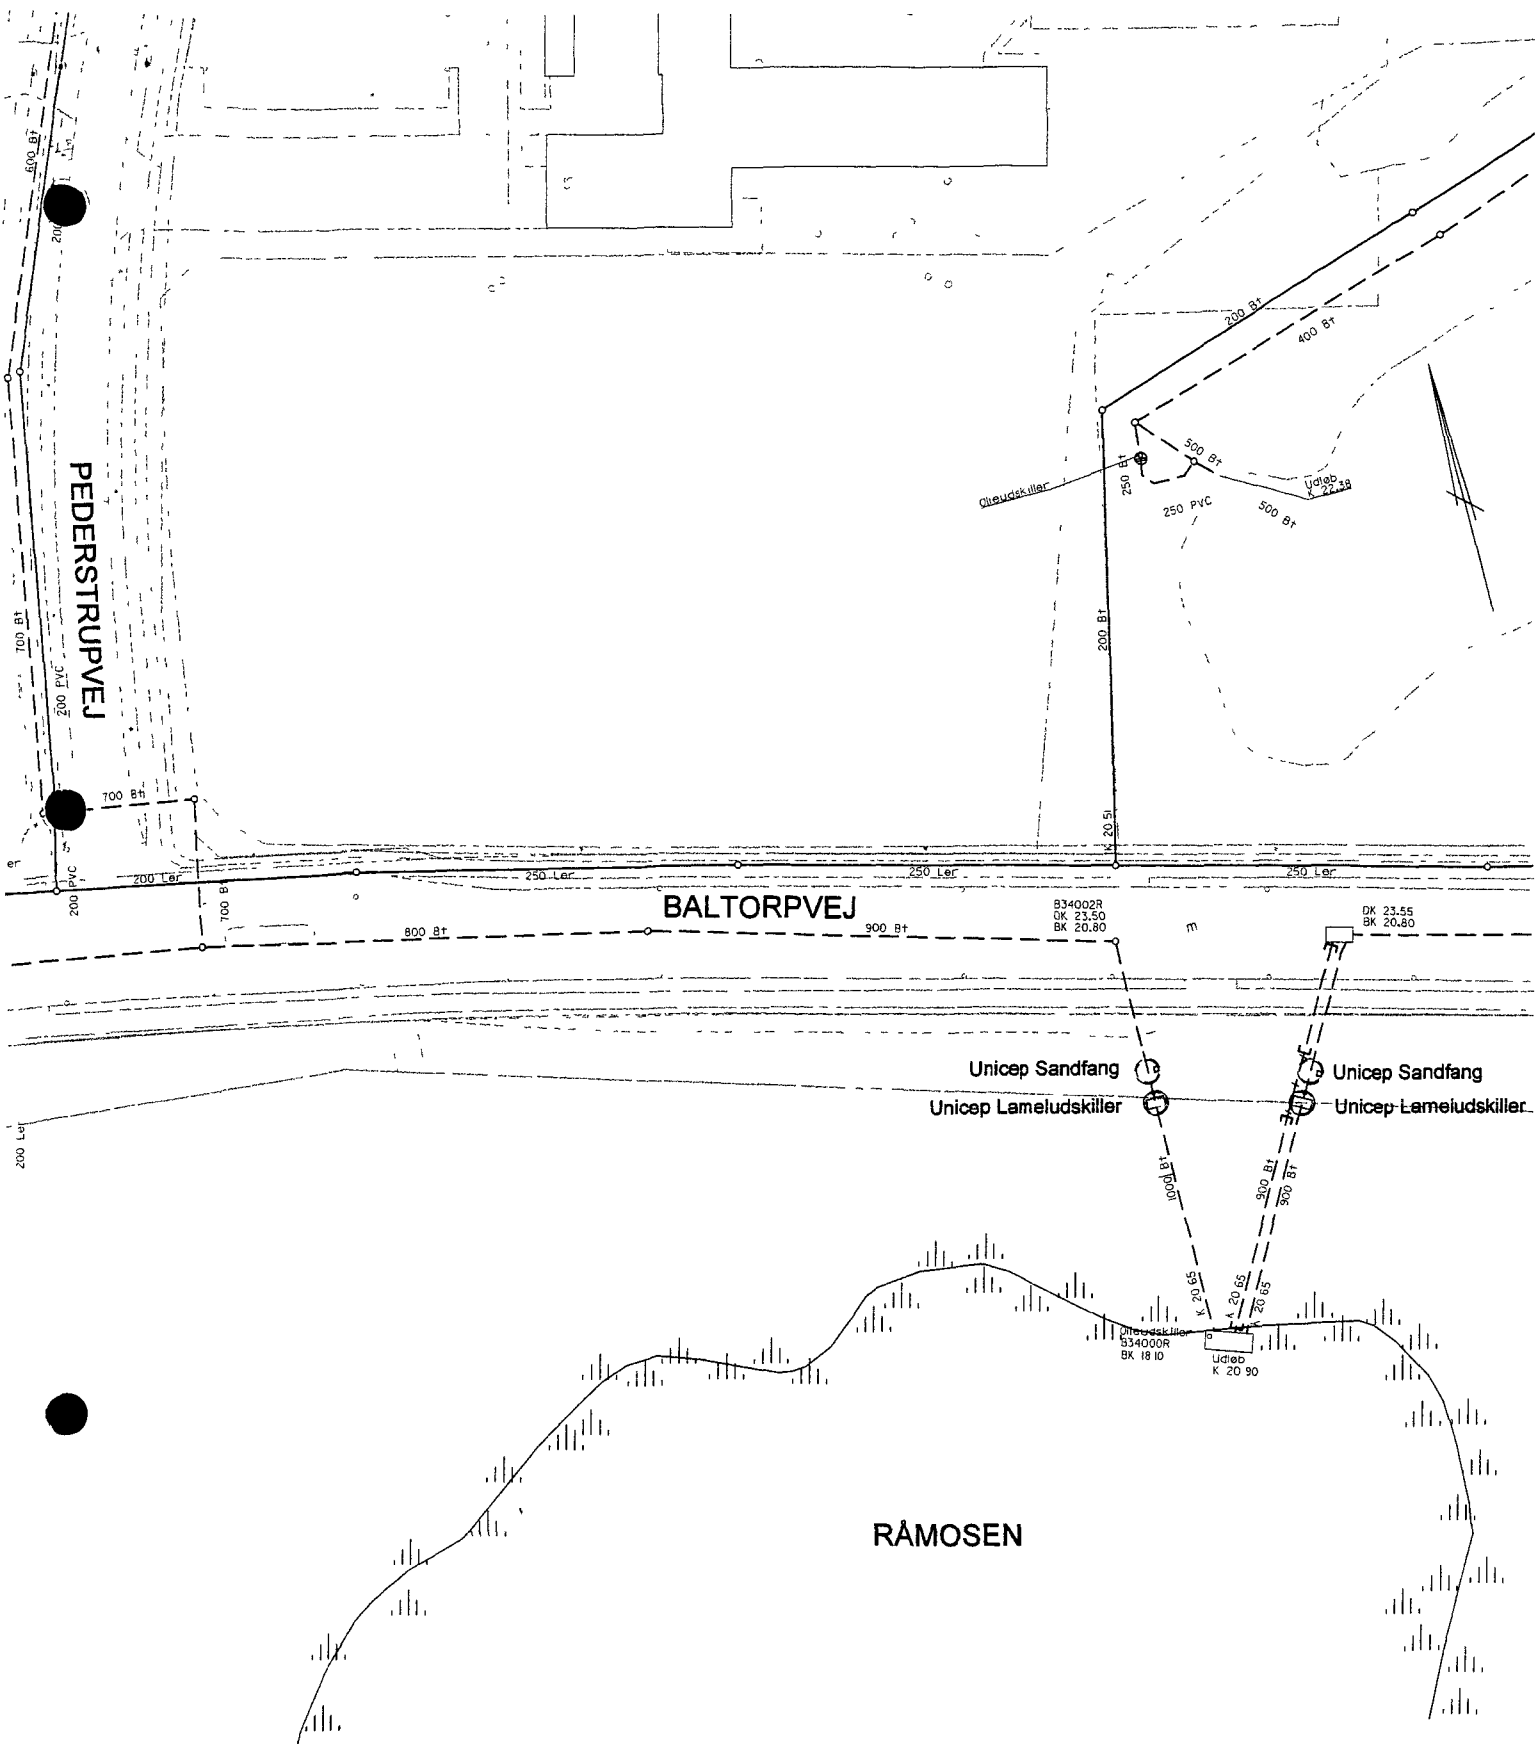 600 Bt
200 Bt
400 Bt
500 Bt
250 Bt
Olieudskiller
Udløb
K 22.38
250 PVC
500 Bt
PEDERSTRUPVEJ
700 Bt
200 PVC
200 Bt
700 Bt
K 20 51
er
200 PVC
200 Ler
700 B
250 Ler
250 Ler
250 Ler
BALTORPVEJ
800 Bt
900 Bt
B34002R
DK 23.50
BK 20.80
m
DK 23.55
BK 20.80
Unicep Sandfang
Unicep Sandfang
Unicep Lameludskiller
Unicep Lameludskiller
200 Ler
1000 Bt
900 Bt
900 Bt
K 20 65
K 20 65
K 20 65
Olieudskiller
B34000R
BK 18 10
Udløb
K 20 90
RÅMOSEN